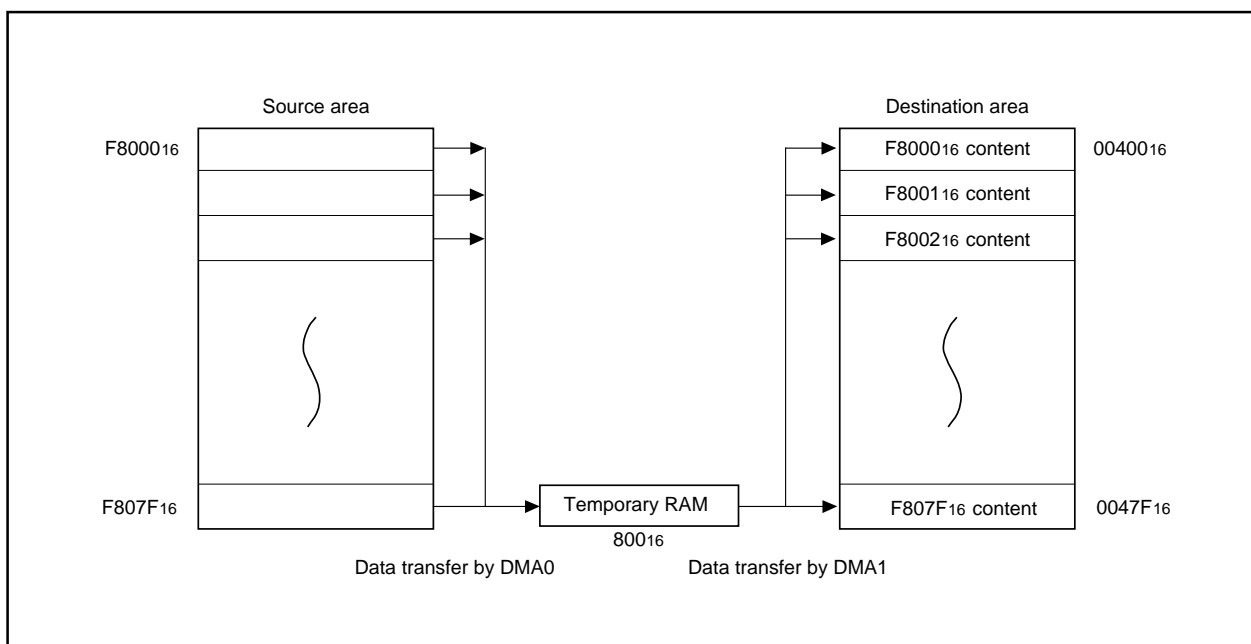 Source area
Destination area
F800016
F800016 content
0040016
F800116 content
F800216 content
F807F16
Temporary RAM
F807F16 content
0047F16
80016
Data transfer by DMA0
Data transfer by DMA1